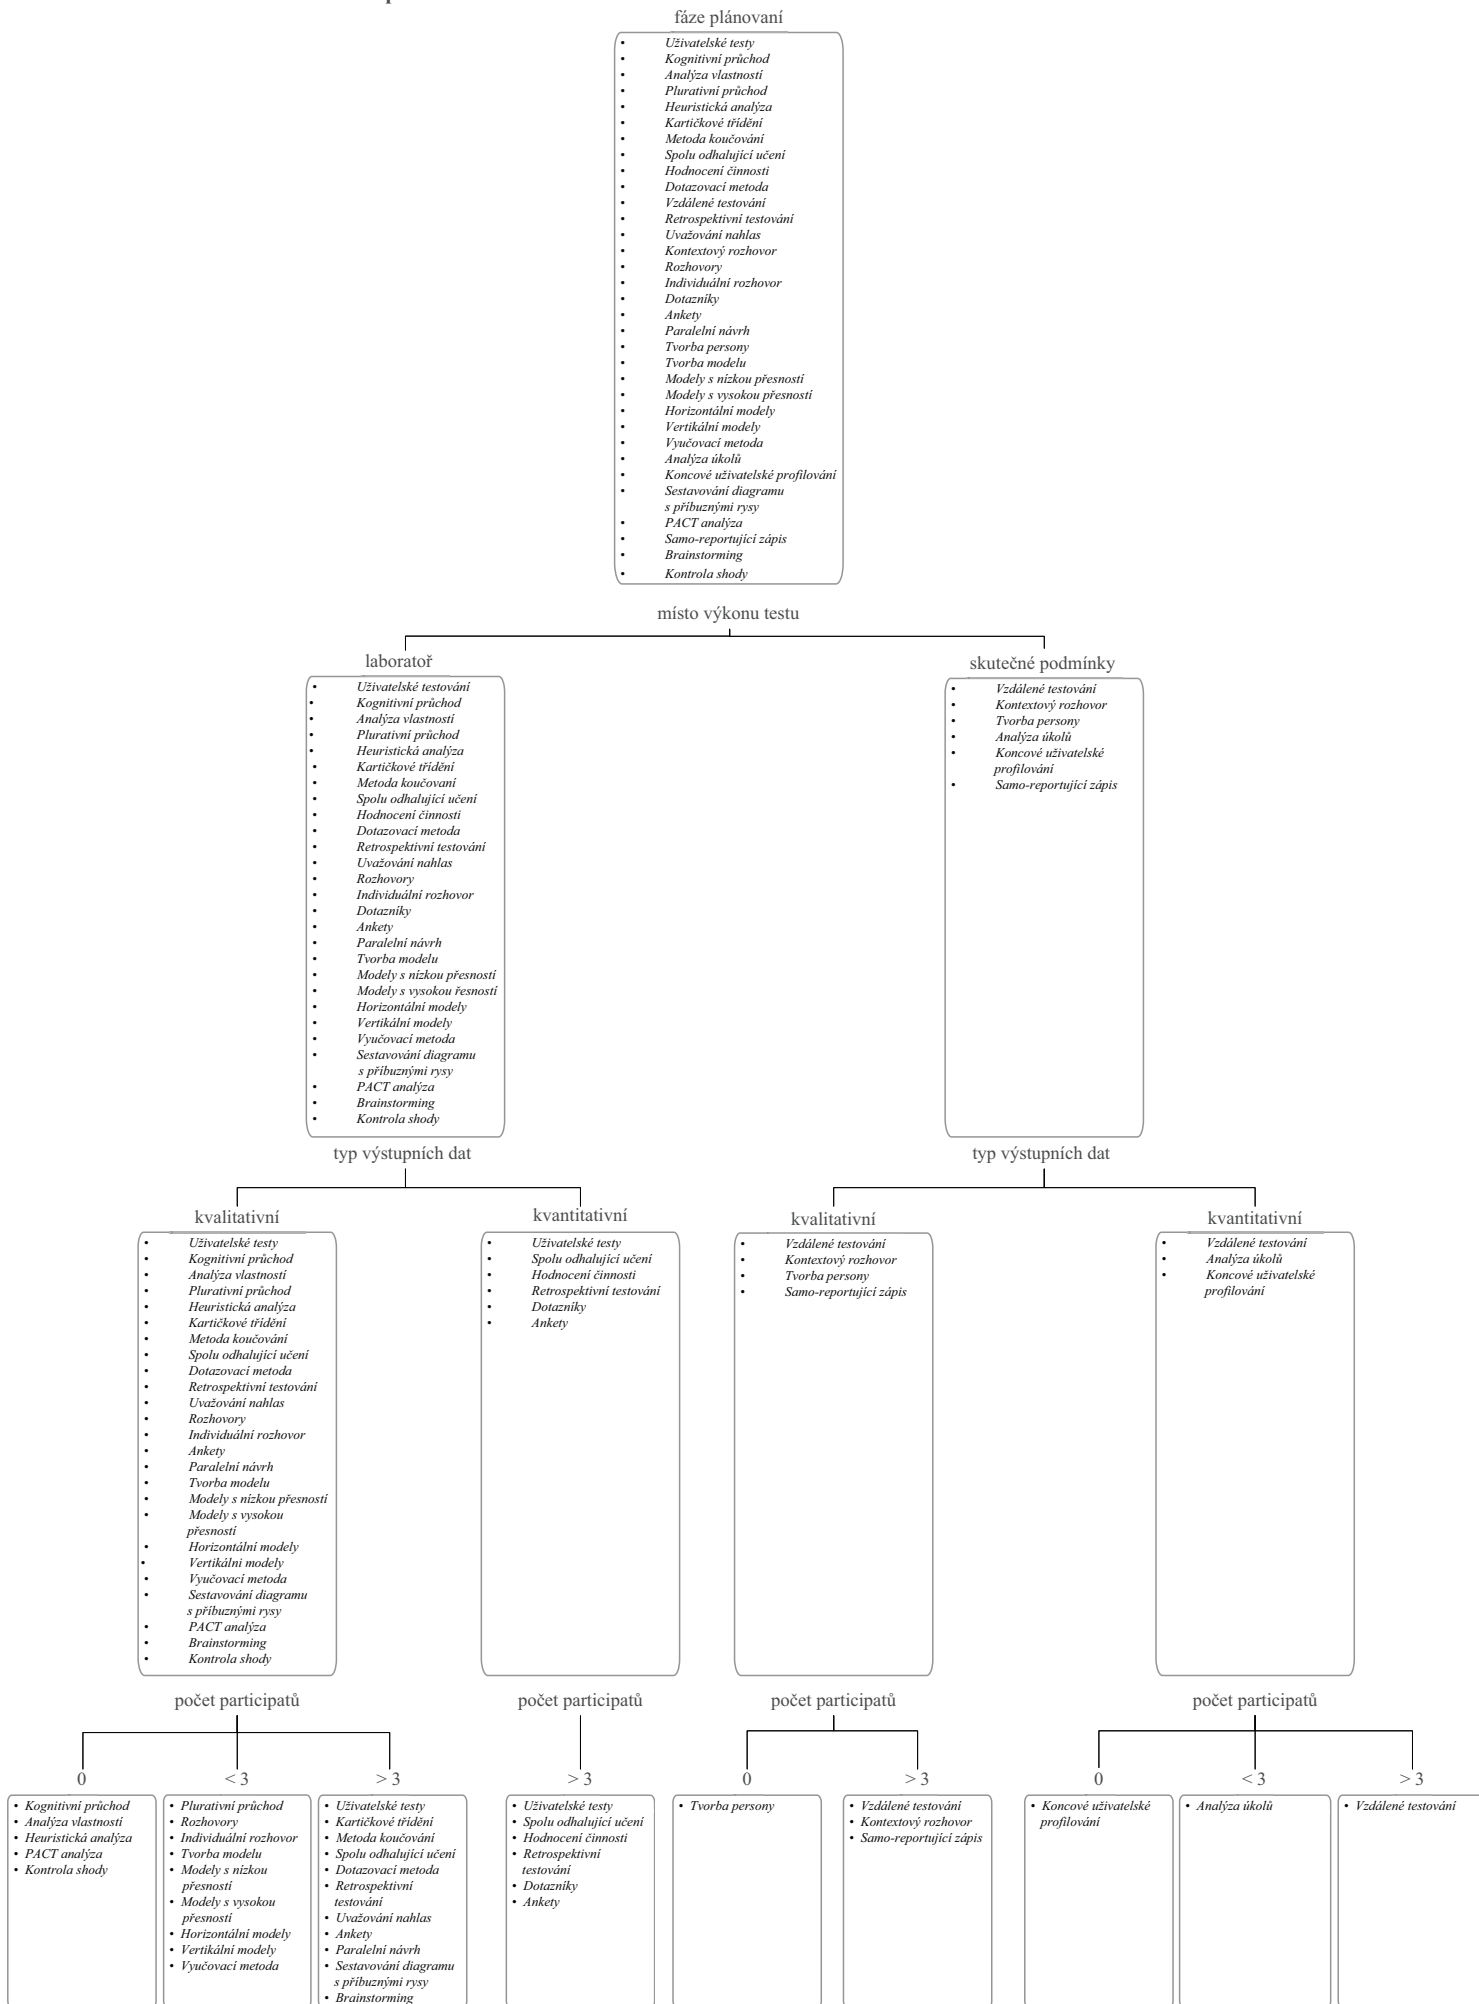 fáze plánovaní
• Uživatelské testy
• Kognitivní průchod
• Analýza vlastností
• Plurativní průchod
• Heuristická analýza
• Kartičkové třídění
• Metoda koučování
• Spolu odhalující učení
• Hodnocení činnosti
• Dotazovací metoda
• Vzdálené testování
• Retrospektivní testování
• Uvažování nahlas
• Kontextový rozhovor
• Rozhovory
• Individuální rozhovor
• Dotazníky
• Ankety
• Paralelní návrh
• Tvorba persony
• Tvorba modelu
• Modely s nízkou přesností
• Modely s vysokou přesností
• Horizontální modely
• Vertikální modely
• Vyučovací metoda
• Analýza úkolů
• Koncové uživatelské profilování
• Sestavování diagramu
s příbuznými rysy
• PACT analýza
• Samo-reportující zápis
• Brainstorming
• Kontrola shody
místo výkonu testu
laboratoř
• Uživatelské testování
• Kognitivní průchod
• Analýza vlastností
• Plurativní průchod
• Heuristická analýza
• Kartičkové třídění
• Metoda koučovaní
• Spolu odhalující učení
• Hodnocení činnosti
• Dotazovací metoda
• Retrospektivní testování
• Uvažování nahlas
• Rozhovory
• Individuální rozhovor
• Dotazníky
• Ankety
• Paralelní návrh
• Tvorba modelu
• Modely s nízkou přesností
• Modely s vysokou řesností
• Horizontální modely
• Vertikální modely
• Vyučovací metoda
• Sestavování diagramu
s příbuznými rysy
• PACT analýza
• Brainstorming
• Kontrola shody
skutečné podmínky
• Vzdálené testování
• Kontextový rozhovor
• Tvorba persony
• Analýza úkolů
• Koncové uživatelské
profilování
• Samo-reportující zápis
typ výstupních dat
typ výstupních dat
kvalitativní
• Uživatelské testy
• Kognitivní průchod
• Analýza vlastností
• Plurativní průchod
• Heuristická analýza
• Kartičkové třídění
• Metoda koučování
• Spolu odhalující učení
• Dotazovací metoda
• Retrospektivní testování
• Uvažování nahlas
• Rozhovory
• Individuální rozhovor
• Ankety
• Paralelní návrh
• Tvorba modelu
• Modely s nízkou přesností
• Modely s vysokou
přesností
• Horizontální modely
• Vertikálni modely
• Vyučovací metoda
• Sestavování diagramu
s příbuznými rysy
• PACT analýza
• Brainstorming
• Kontrola shody
kvantitativní
• Uživatelské testy
• Spolu odhalující učení
• Hodnocení činnosti
• Retrospektivní testování
• Dotazníky
• Ankety
kvalitativní
• Vzdálené testování
• Kontextový rozhovor
• Tvorba persony
• Samo-reportující zápis
kvantitativní
• Vzdálené testování
• Analýza úkolů
• Koncové uživatelské
profilování
počet participatů
počet participatů
počet participatů
počet participatů
0
• Kognitivní průchod
• Analýza vlastností
• Heuristická analýza
• PACT analýza
• Kontrola shody
< 3
• Plurativní průchod
• Rozhovory
• Individuální rozhovor
• Tvorba modelu
• Modely s nízkou
přesností
• Modely s vysokou
přesností
• Horizontální modely
• Vertikální modely
• Vyučovací metoda
> 3
• Uživatelské testy
• Kartičkové třídění
• Metoda koučování
• Spolu odhalující učení
• Dotazovací metoda
• Retrospektivní
testování
• Uvažování nahlas
• Ankety
• Paralelní návrh
• Sestavování diagramu
s příbuznými rysy
• Brainstorming
> 3
• Uživatelské testy
• Spolu odhalující učení
• Hodnocení činnosti
• Retrospektivní
testování
• Dotazníky
• Ankety
0
• Tvorba persony
> 3
• Vzdálené testování
• Kontextový rozhovor
• Samo-reportující zápis
0
• Koncové uživatelské
profilování
< 3
• Analýza úkolů
> 3
• Vzdálené testování